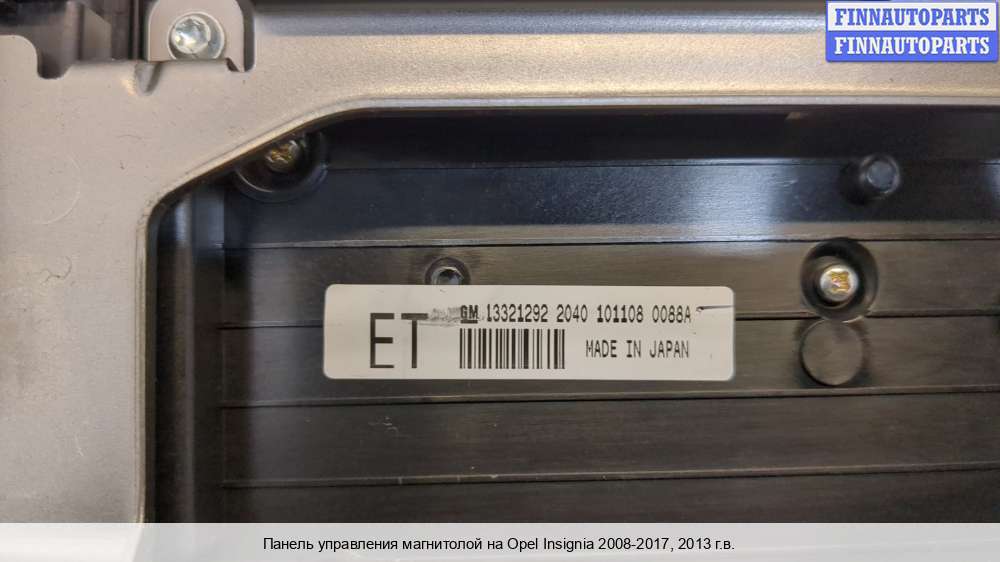 FINNAUTOPARTS
FINNAUTOPARTS
ET
GM 13321292 2040 101108 0088A
MADE IN JAPAN
Панель управления магнитолой на Opel Insignia 2008-2017, 2013 г.в.